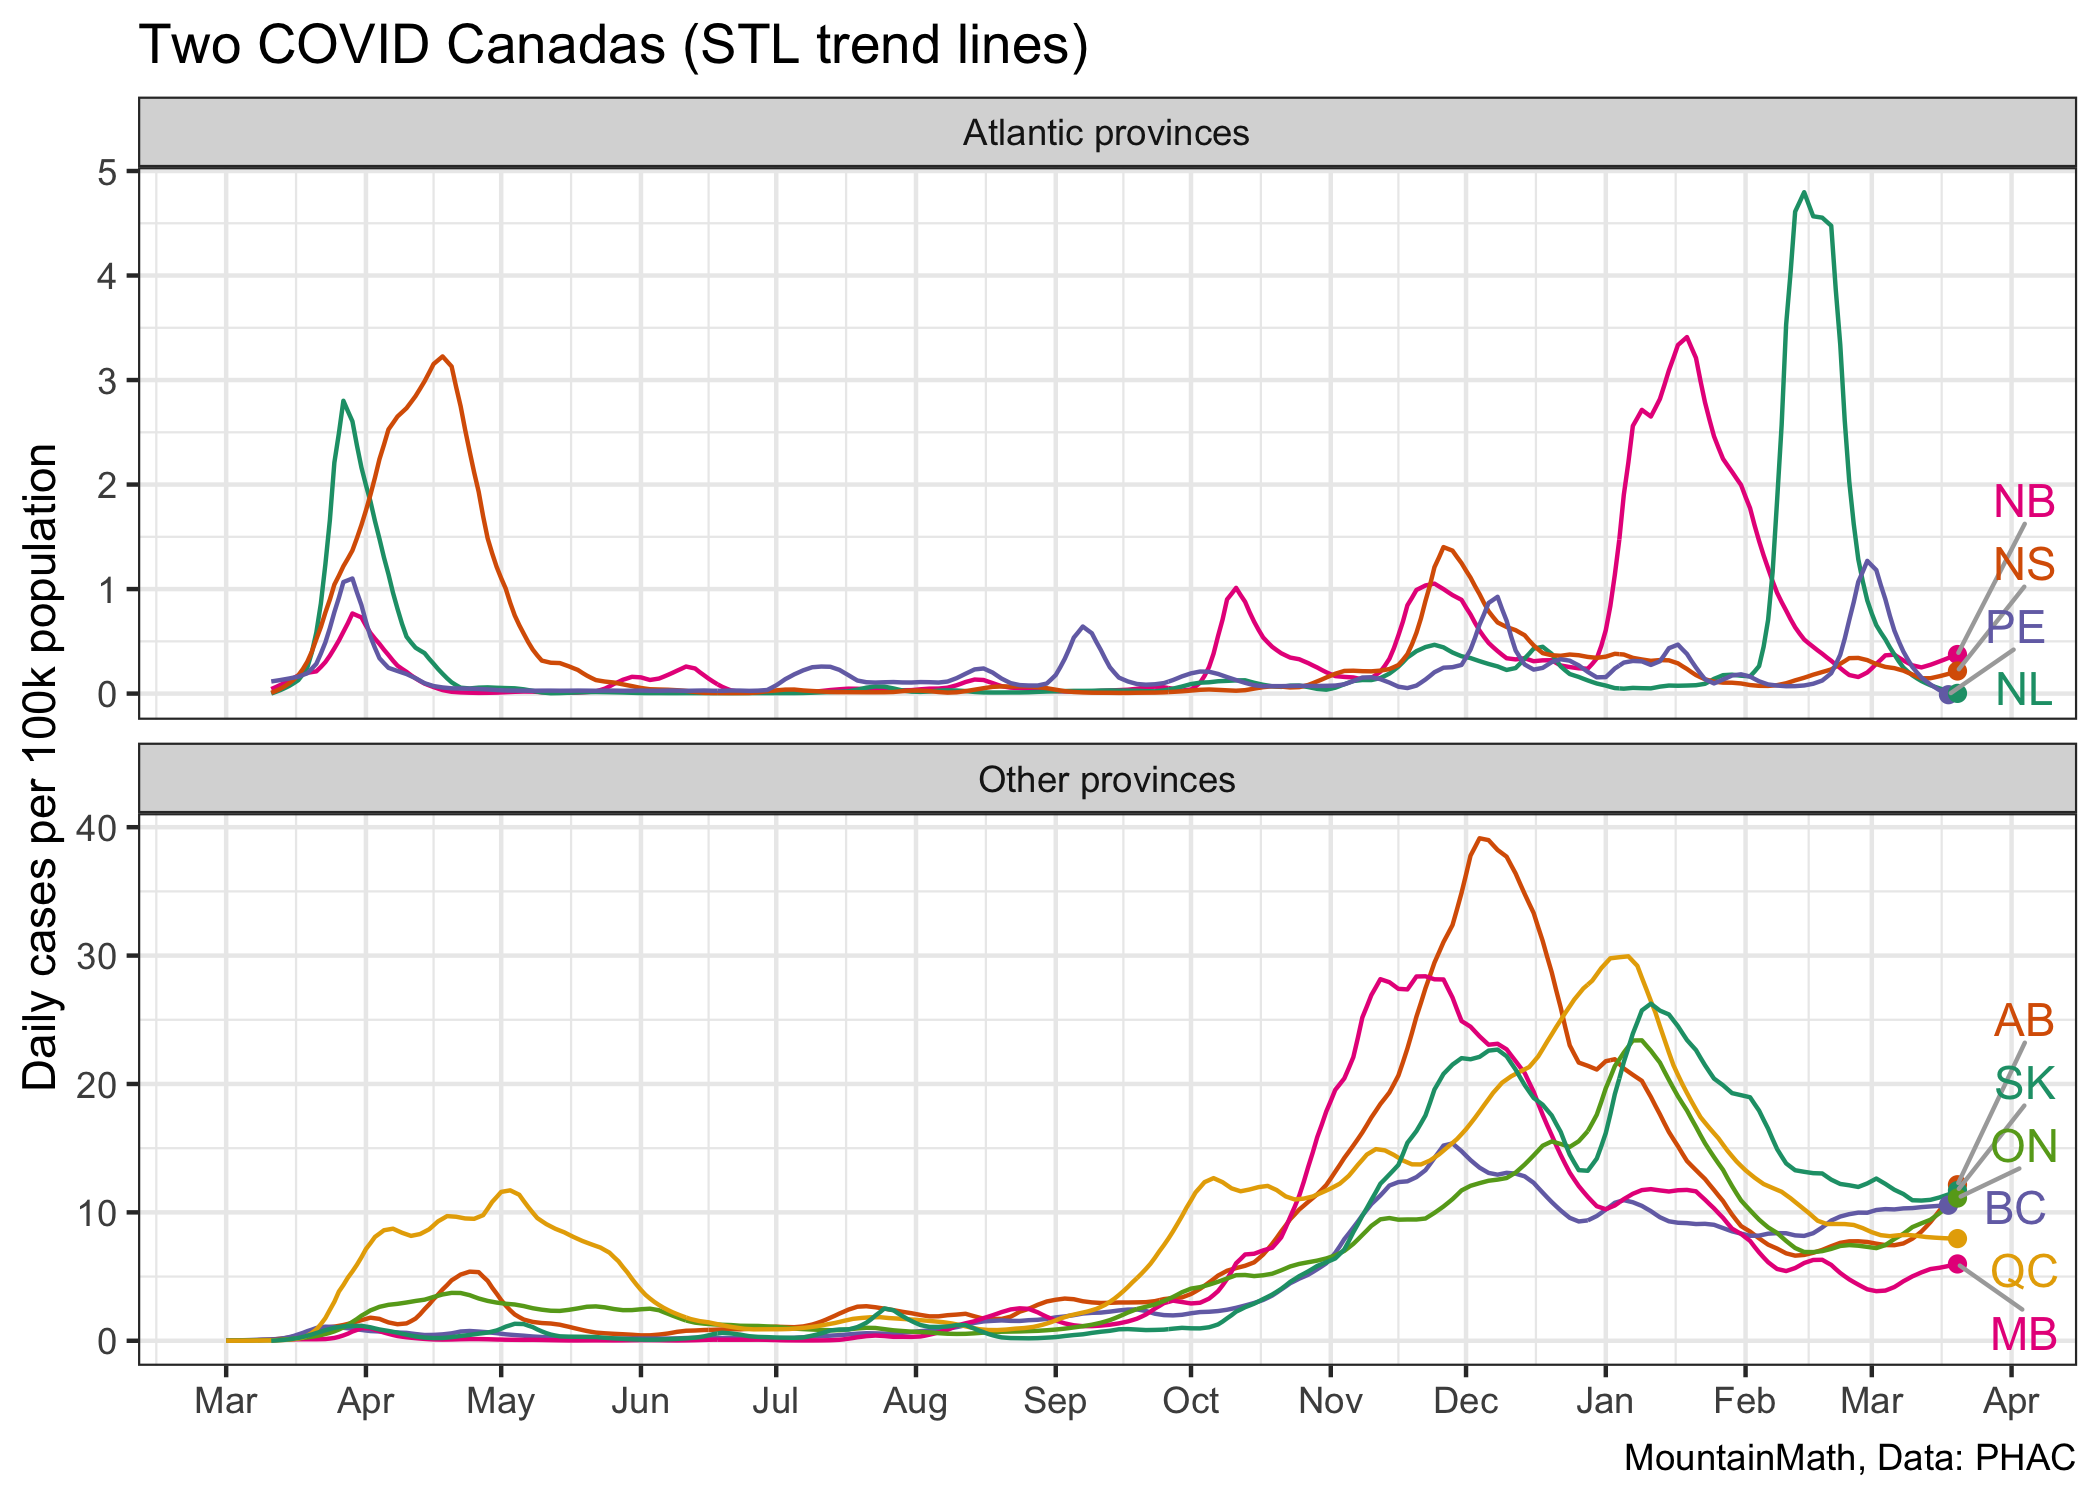 Two COVID Canadas (STL trend lines)
Atlantic provinces
5
4
3
2
1
0
NB
NS
PE
NL
Daily cases per 100k population
Other provinces
40
30
20
10
0
AB
SK
ON
BC
QC
MB
Mar Apr May Jun Jul Aug Sep Oct Nov Dec Jan Feb Mar Apr
MountainMath, Data: PHAC